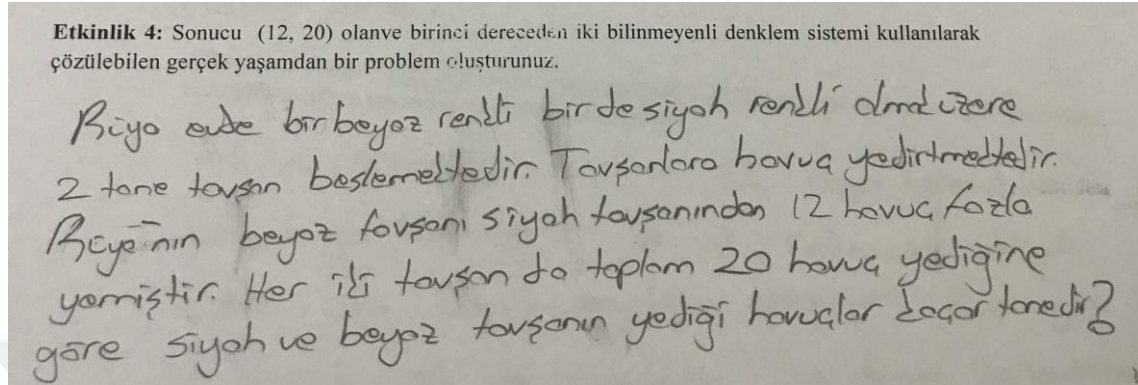 Etkinlik 4: Sonucu (12, 20) olanve birinci dereceden iki bilinmeyenli denklem sistemi kullanılarak
çözülebilen gerçek yaşamdan bir problem oluşturunuz.
Rüya evde bir beyaz renkli bir de siyah renkli olmak üzere
2 tane tavşan beslemektedir. Tavşanlara havuç yedirtmektedir.
Rüya'nın beyaz tavşanı siyah tavşanından 12 havuç fazla
yemiştir. Her iki tavşan da toplam 20 havuç yediğine
göre siyah ve beyaz tavşanın yediği havuçlar kaçar tanedir?